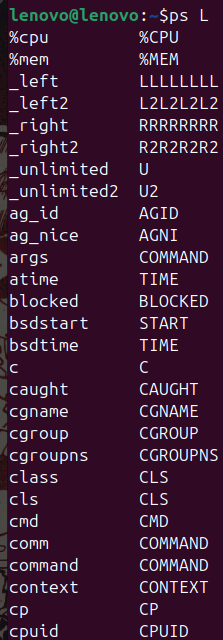 lenovo@lenovo:~$ps L
%cpu %CPU
%mem %MEM
_left LLLLLLLL
_left2 L2L2L2L2
_right RRRRRRRR
_right2 R2R2R2R2
_unlimited U
_unlimited2 U2
ag_id AGID
ag_nice AGNI
args COMMAND
atime TIME
blocked BLOCKED
bsdstart START
bsdtime TIME
c C
caught CAUGHT
cgname CGNAME
cgroup CGROUP
cgroupns CGROUPNS
class CLS
cls CLS
cmd CMD
comm COMMAND
command COMMAND
context CONTEXT
cp CP
cpuid CPUID